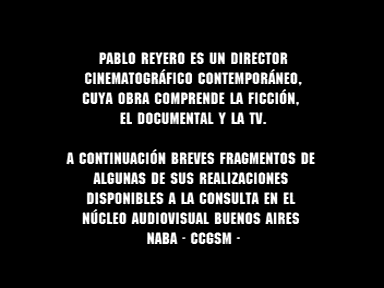 PABLO REYERO ES UN DIRECTOR
CINEMATOGRÁFICO CONTEMPORÁNEO,
CUYA OBRA COMPRENDE LA FICCIÓN,
EL DOCUMENTAL Y LA TV.
A CONTINUACIÓN BREVES FRAGMENTOS DE
ALGUNAS DE SUS REALIZACIONES
DISPONIBLES A LA CONSULTA EN EL
NÚCLEO AUDIOVISUAL BUENOS AIRES
NABA - CCGSM -